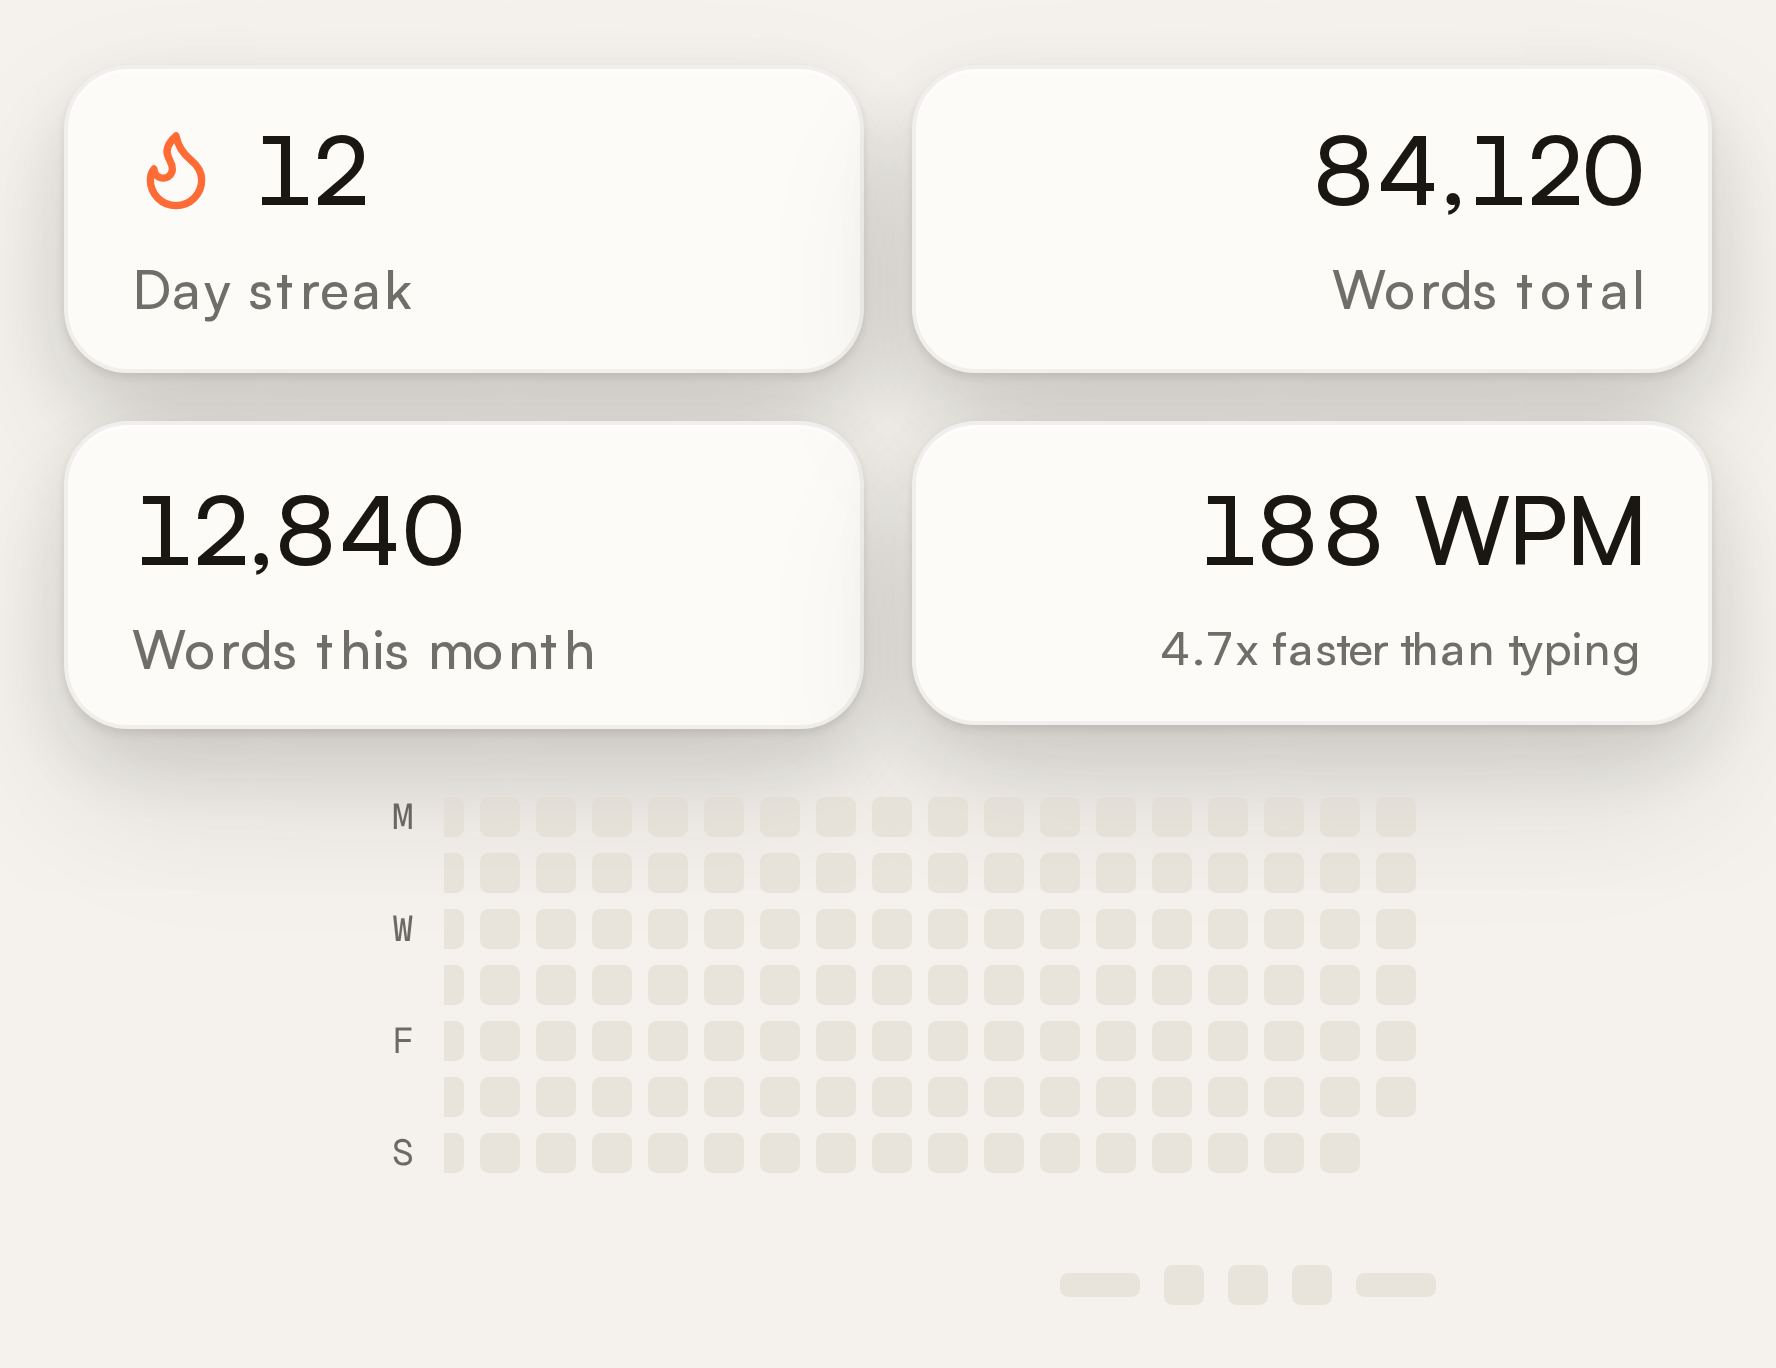 12
Day streak
84,120
Words total
12,840
Words this month
188 WPM
4.7x faster than typing
M
W
F
S